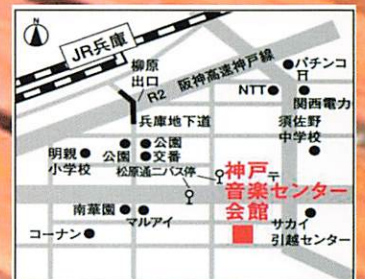 N
JR兵庫
柳原
出口
R2
阪神高速神戸線
パチンコ
NTT
関西電力
兵庫地下道
須佐野
中学校
明親
小学校
公園
公園
交番
松原通二バス停
〒
神戸
音楽センター
会館
南華園
マルアイ
コーナン
サカイ
引越センター